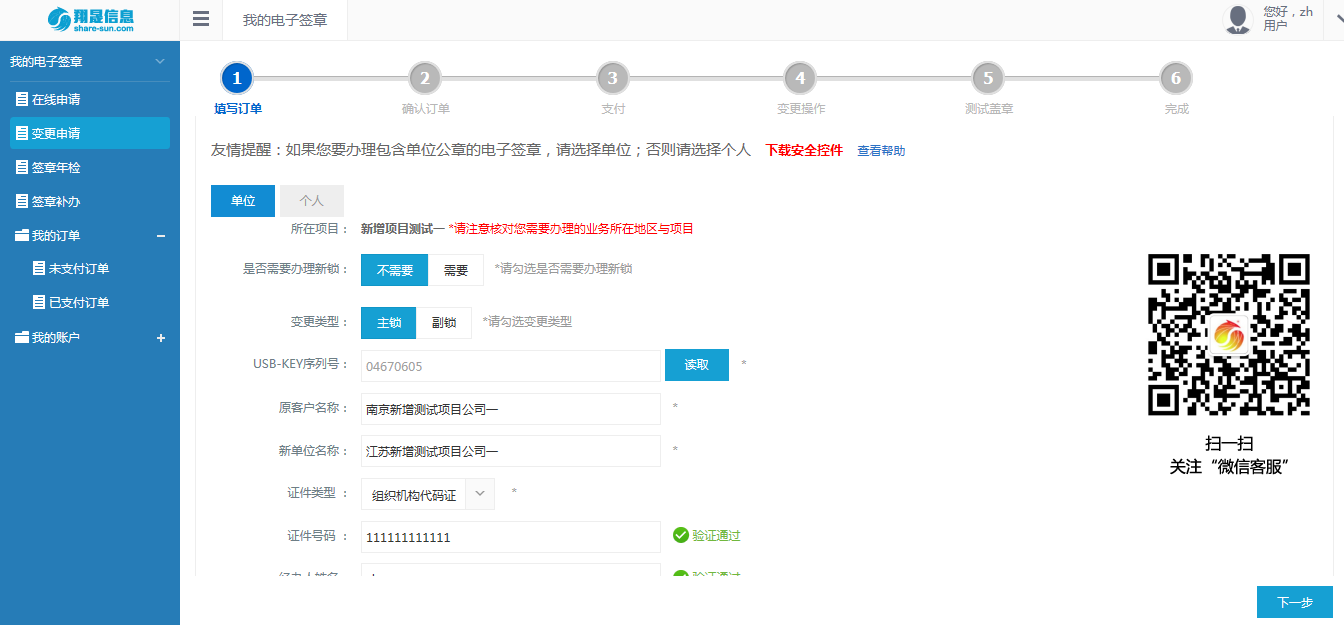 翔晟信息
share-sun.com
我的电子签章
您好，zh
用户
我的电子签章
在线申请
变更申请
签章年检
签章补办
我的订单
未支付订单
已支付订单
我的账户
1 2 3 4 5 6
填写订单 确认订单 支付 变更操作 测试盖章 完成
友情提醒：如果您要办理包含单位公章的电子签章，请选择单位；否则请选择个人 下载安全控件 查看帮助
单位 个人
所在项目： 新增项目测试一 *请注意核对您需要办理的业务所在地区与项目
是否需要办理新锁： 不需要 需要 *请勾选是否需要办理新锁
变更类型： 主锁 副锁 *请勾选变更类型
USB-KEY序列号： 04670605 读取 *
原客户名称： 南京新增测试项目公司一 *
新单位名称： 江苏新增测试项目公司一 *
证件类型 ： 组织机构代码证 *
证件号码 ： 111111111111 验证通过
扫一扫
关注“微信客服”
下一步